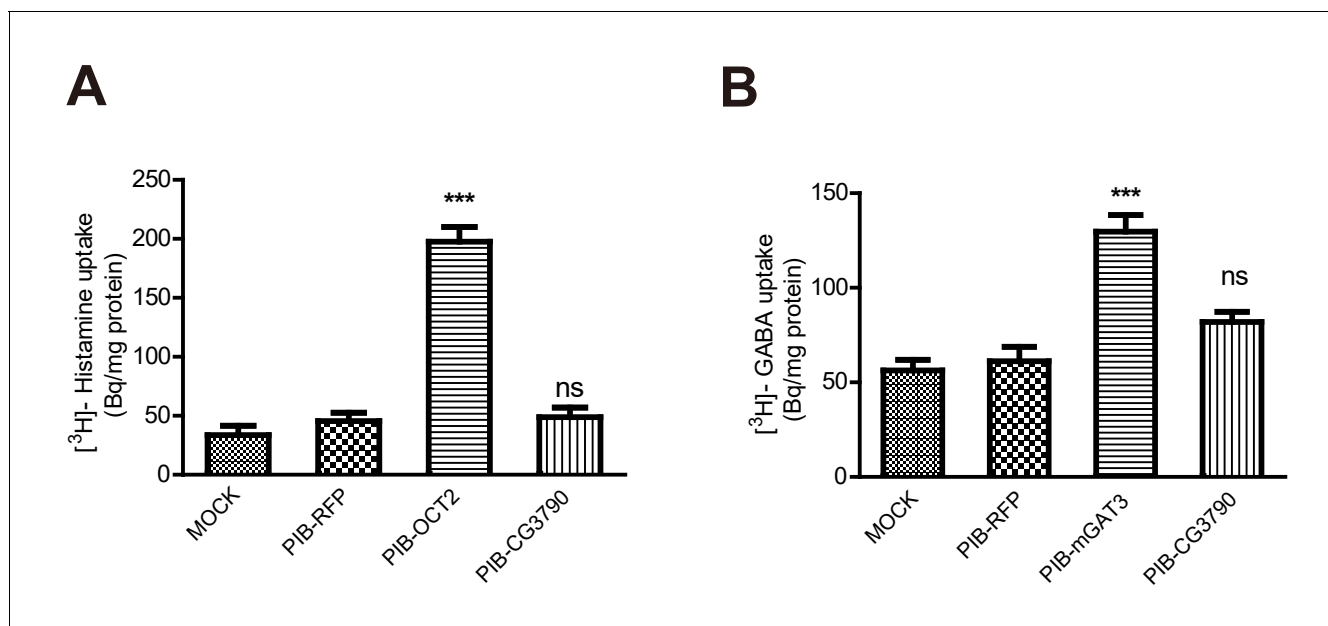 A
[³H]- Histamine uptake
(Bq/mg protein)
250
200
150
100
50
0
***
ns
MOCK
PIB-RFP
PIB-OCT2
PIB-CG3790
B
[³H]- GABA uptake
(Bq/mg protein)
150
100
50
0
***
ns
MOCK
PIB-RFP
PIB-mGAT3
PIB-CG3790